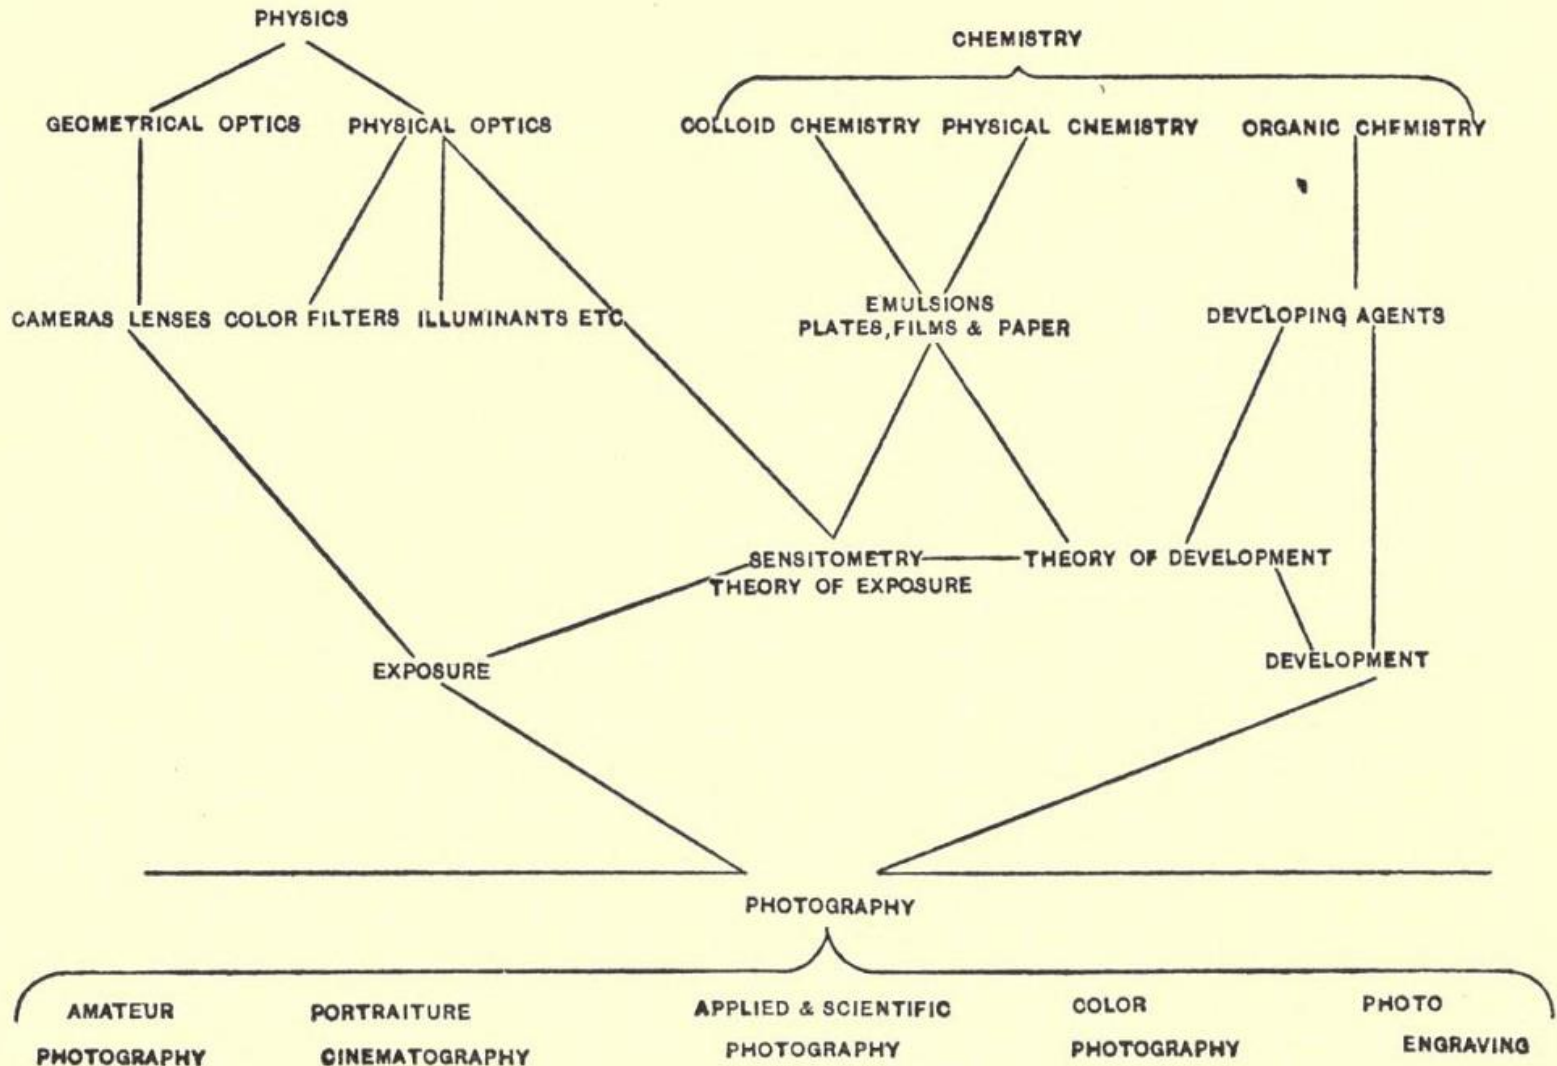 PHYSICS
CHEMISTRY
GEOMETRICAL OPTICS PHYSICAL OPTICS COLLOID CHEMISTRY PHYSICAL CHEMISTRY ORGANIC CHEMISTRY
CAMERAS LENSES COLOR FILTERS ILLUMINANTS ETC.
EMULSIONS
PLATES, FILMS & PAPER
DEVELOPING AGENTS
SENSITOMETRY THEORY OF DEVELOPMENT
THEORY OF EXPOSURE
EXPOSURE
DEVELOPMENT
PHOTOGRAPHY
AMATEUR PORTRAITURE APPLIED & SCIENTIFIC COLOR PHOTO
PHOTOGRAPHY CINEMATOGRAPHY PHOTOGRAPHY PHOTOGRAPHY ENGRAVING